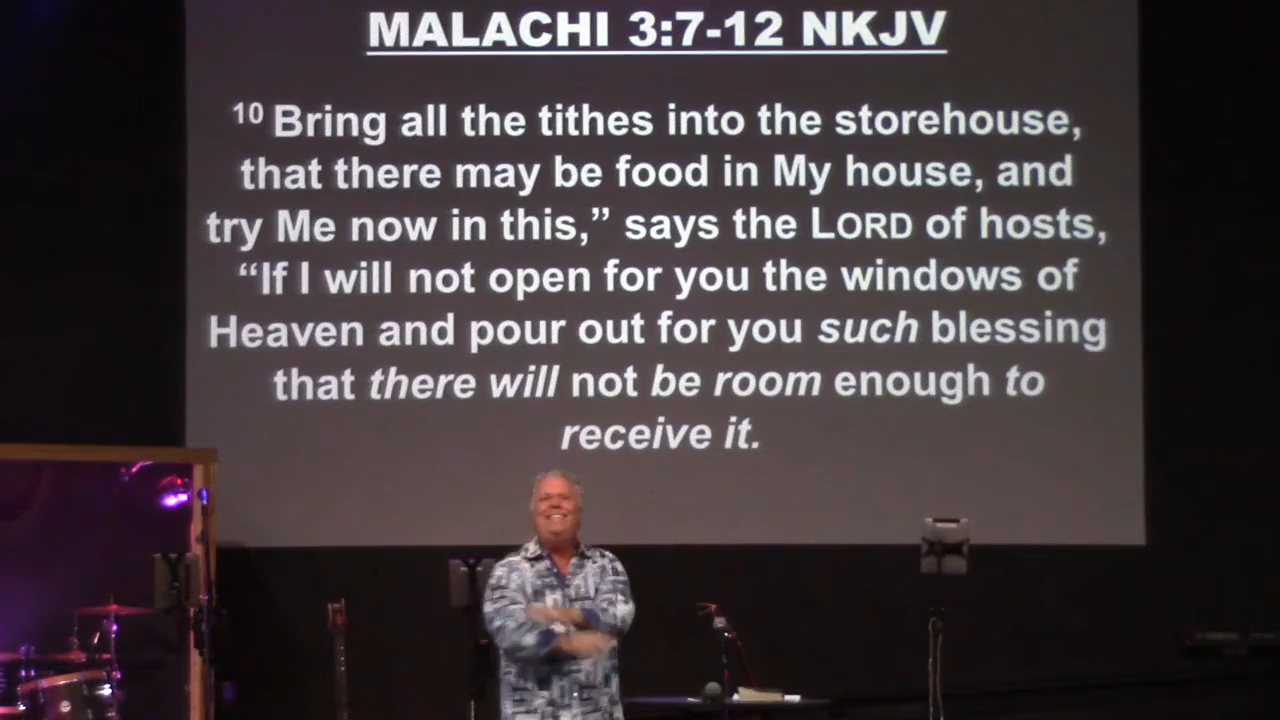 MALACHI 3:7-12 NKJV
10 Bring all the tithes into the storehouse,
that there may be food in My house, and
try Me now in this,” says the LORD of hosts,
“If I will not open for you the windows of
Heaven and pour out for you such blessing
that there will not be room enough to
receive it.